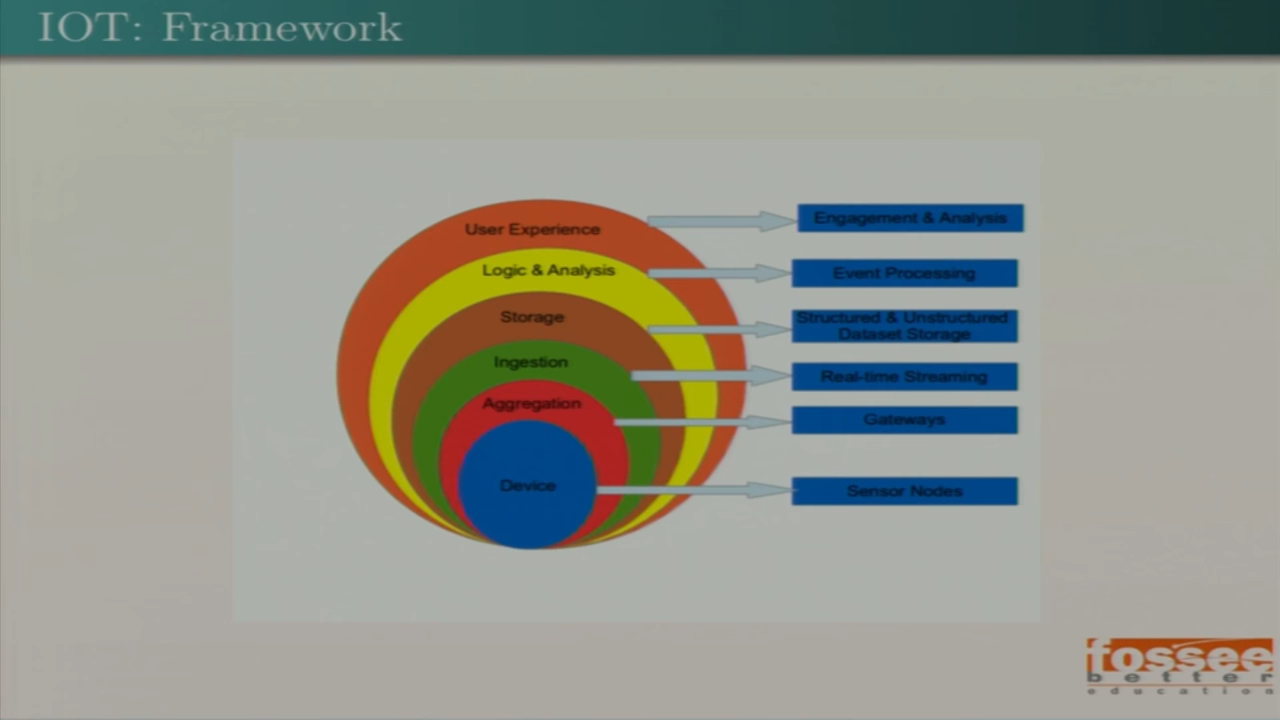 IOT: Framework
User Experience
Engagement & Analysis
Logic & Analysis
Event Processing
Storage
Structured & Unstructured
Dataset Storage
Ingestion
Real-time Streaming
Aggregation
Gateways
Device
Sensor Nodes
fossee
better
education